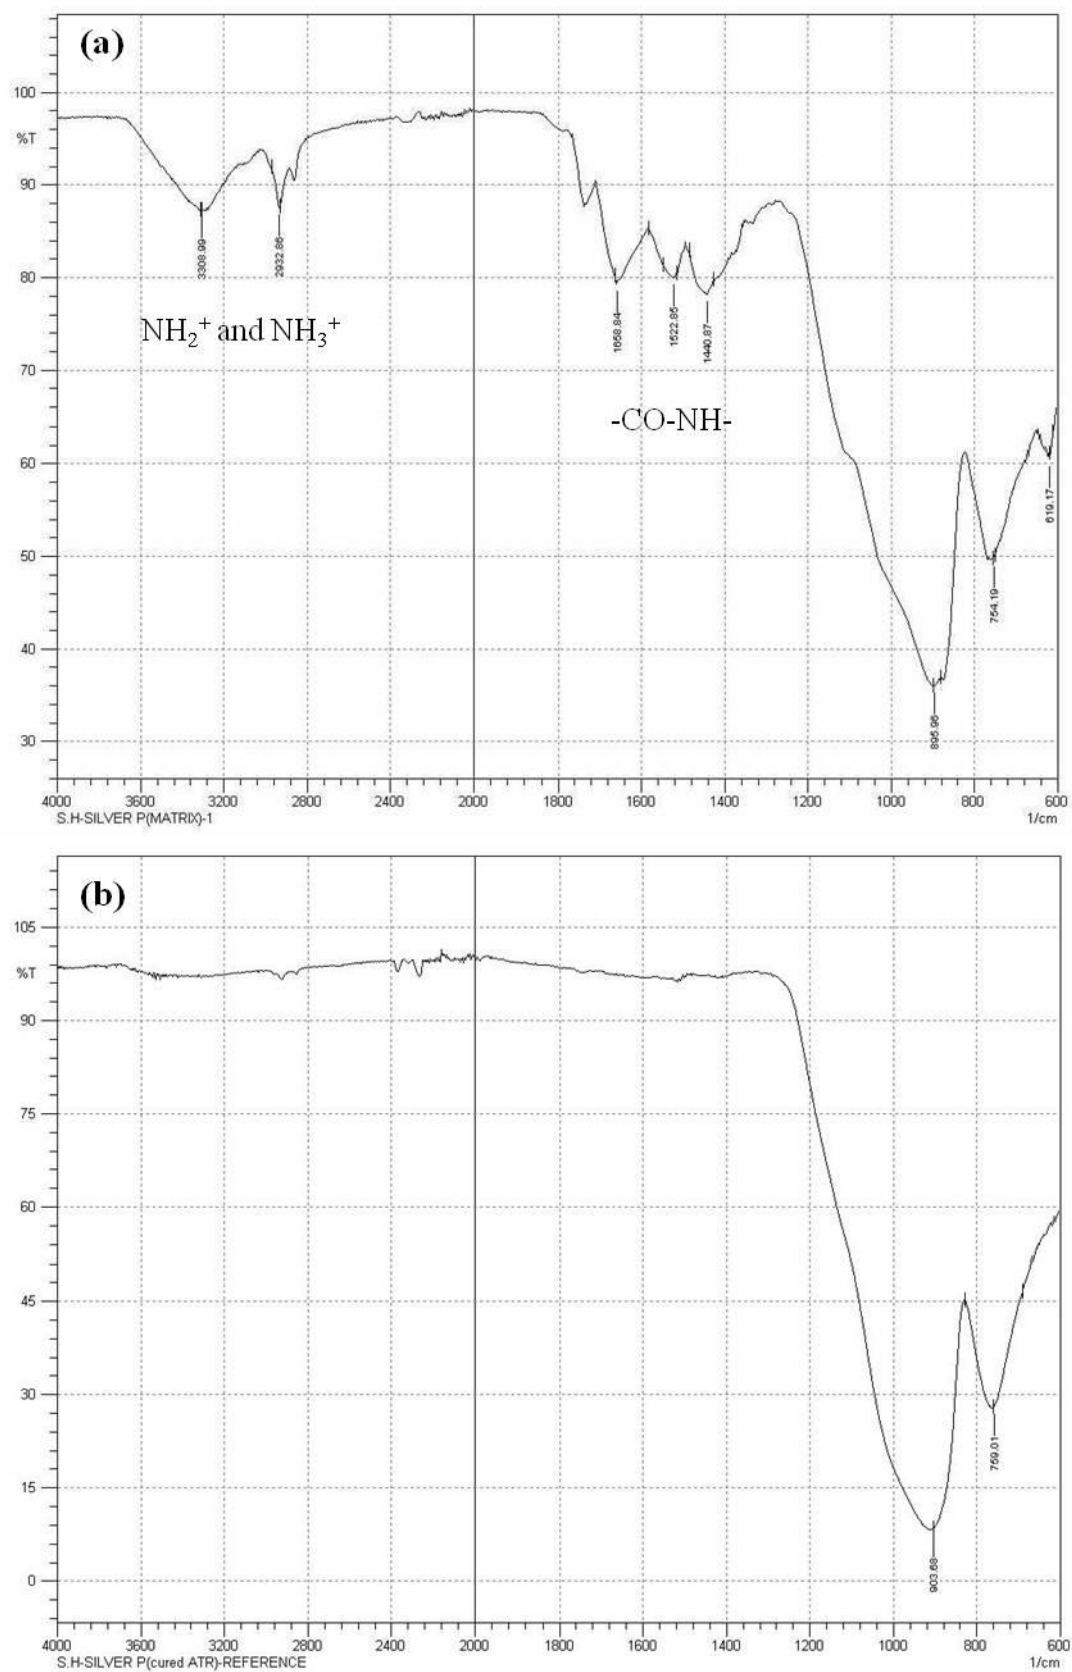 (a)
100
%T
90
80
70
60
50
40
30
3308.99
2932.86
NH₂⁺ and NH₃⁺
1658.84
1522.85
1440.87
-CO-NH-
895.96
754.19
619.17
4000 3600 3200 2800 2400 2000 1800 1600 1400 1200 1000 800 600
S.H-SILVER P(MATRIX)-1 1/cm
(b)
105
%T
90
75
60
45
30
15
0
903.68
759.01
4000 3600 3200 2800 2400 2000 1800 1600 1400 1200 1000 800 600
S.H-SILVER P(cured ATR)-REFERENCE 1/cm